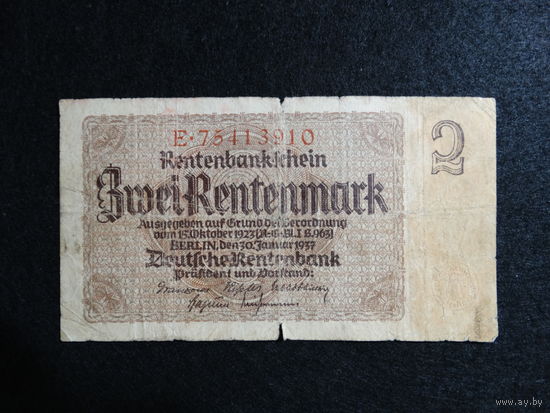 E·75413910
Rentenbankschein
Zwei Rentenmark
Ausgegeben auf Grund der Verordnung
vom 15. Oktober 1923 (R-G-Bl. I S. 963)
BERLIN, den 30. Januar 1937
Deutsche Rentenbank
Präsident und Vorstand:
2
www.ay.by